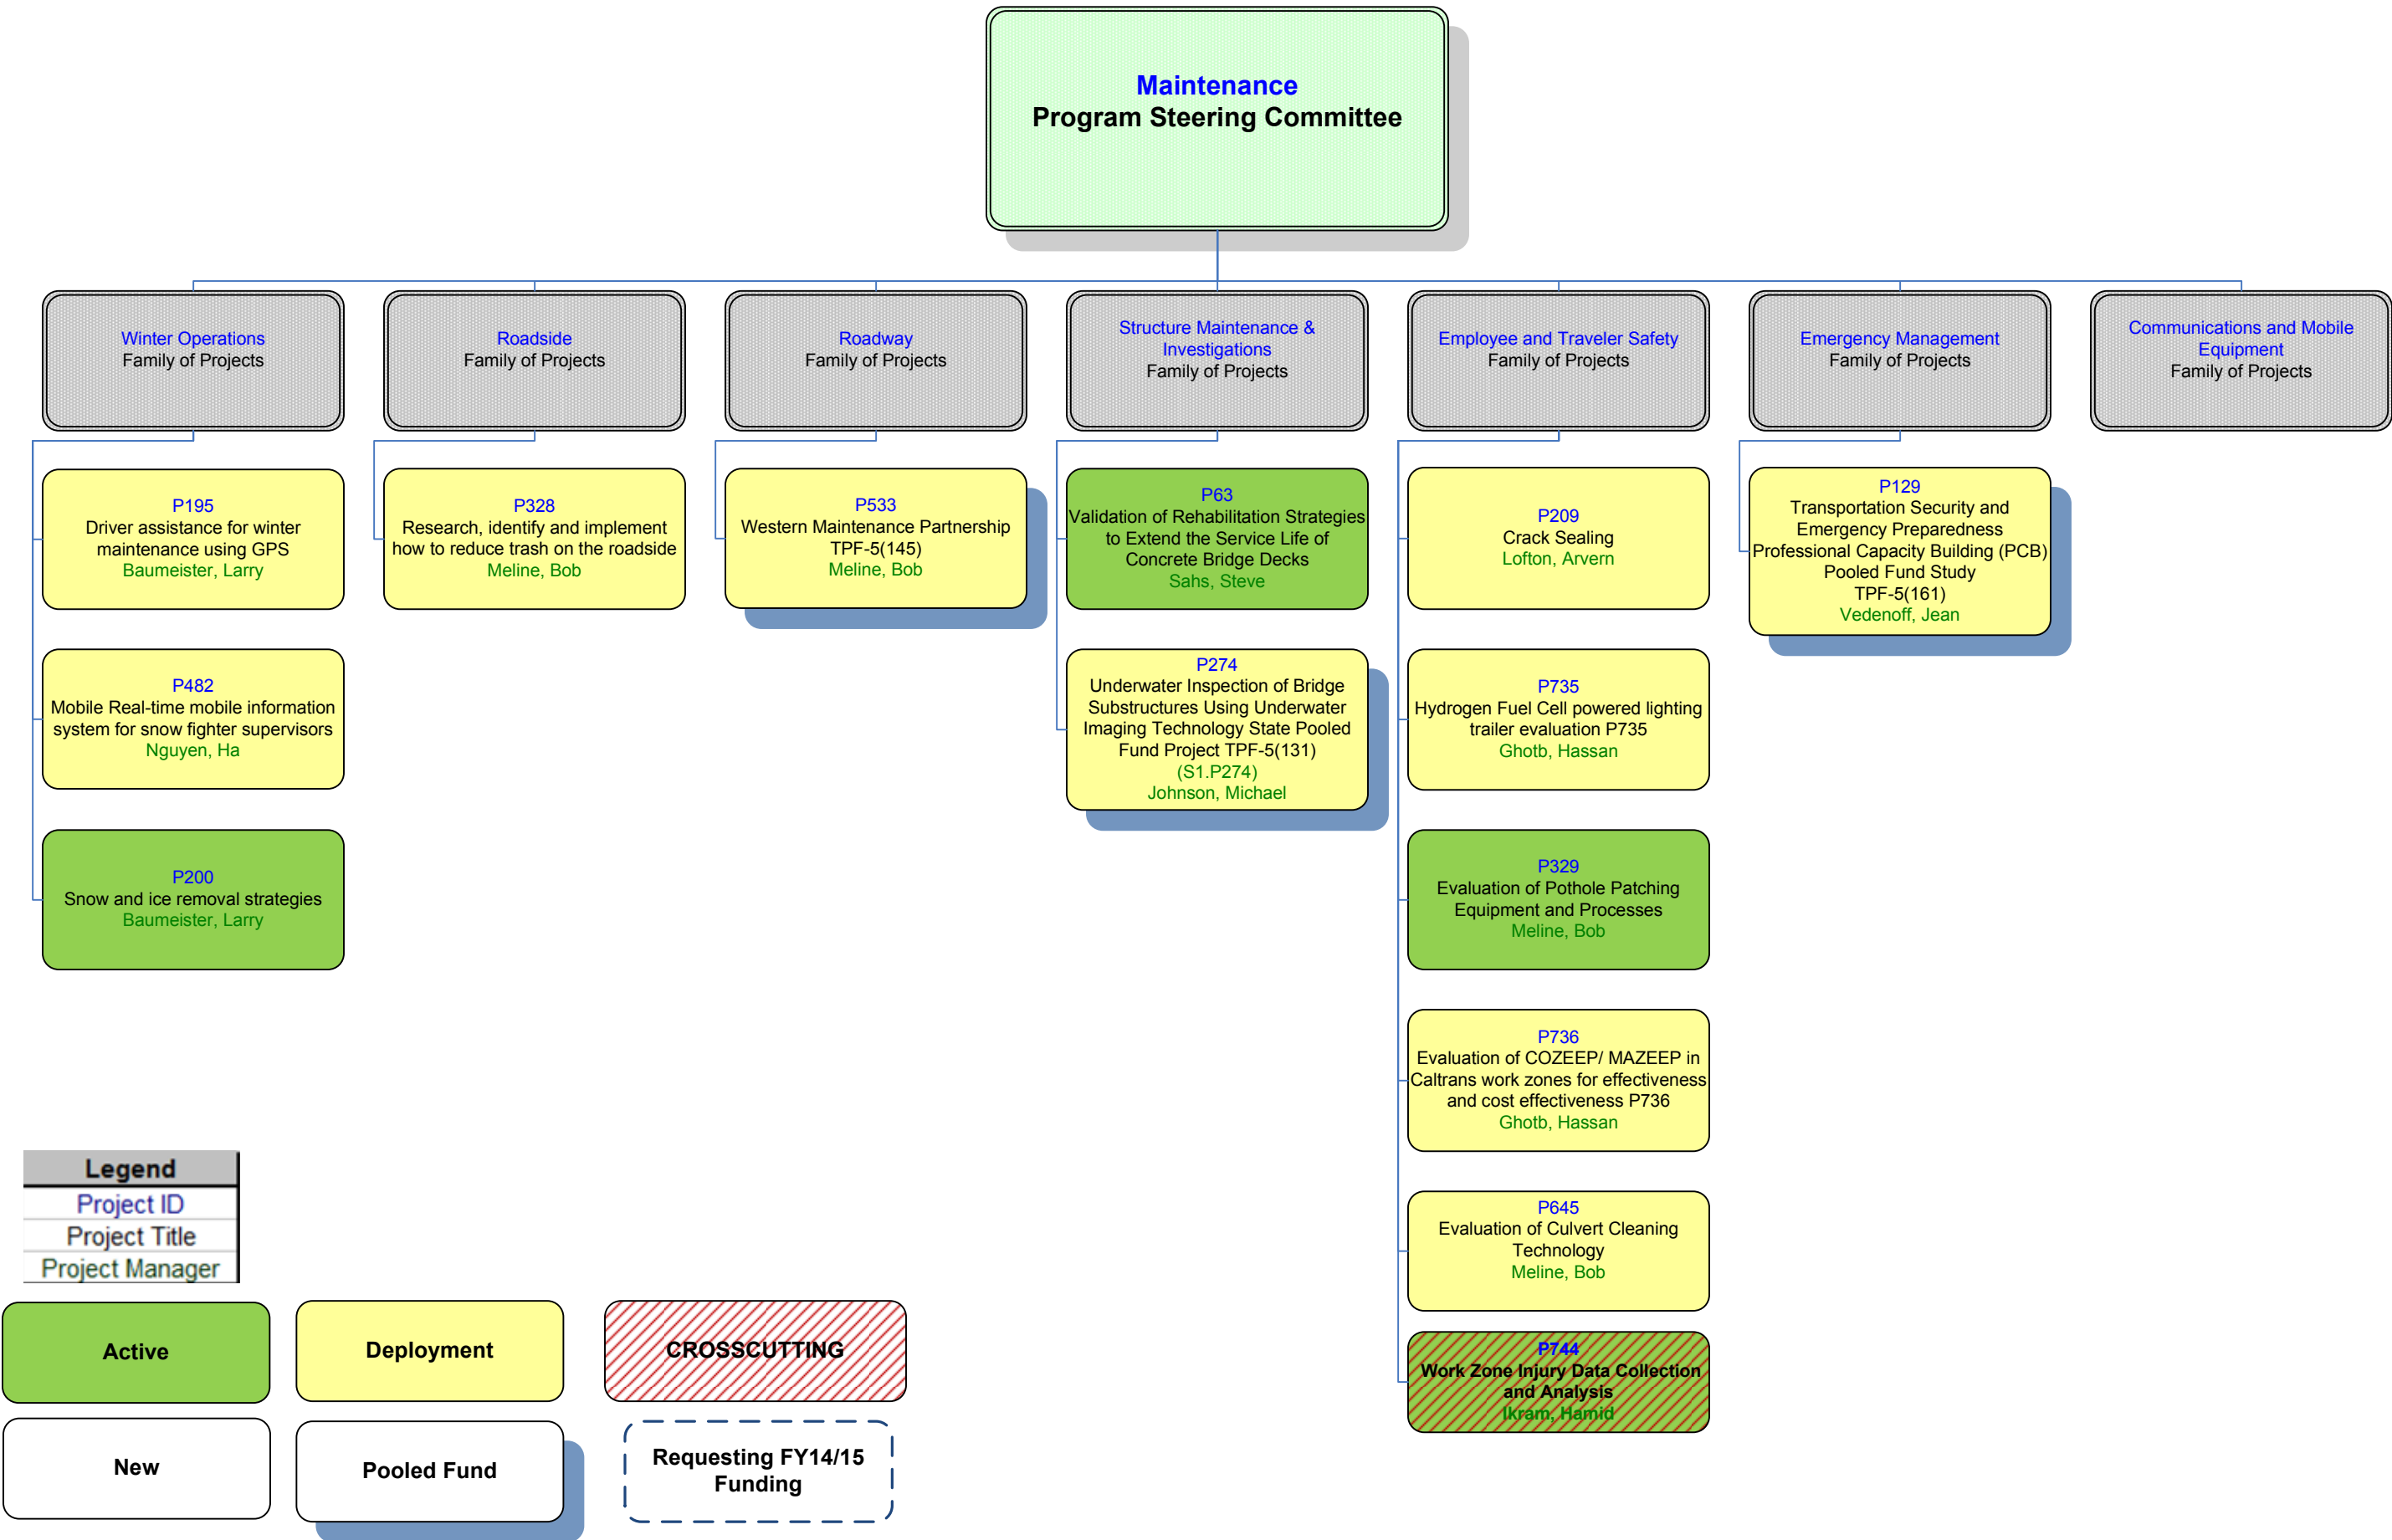 Maintenance
Program Steering Committee
Winter Operations
Family of Projects
Roadside
Family of Projects
Roadway
Family of Projects
Structure Maintenance &
Investigations
Family of Projects
Employee and Traveler Safety
Family of Projects
Emergency Management
Family of Projects
Communications and Mobile
Equipment
Family of Projects
P195
Driver assistance for winter
maintenance using GPS
Baumeister, Larry
P482
Mobile Real-time mobile information
system for snow fighter supervisors
Nguyen, Ha
P200
Snow and ice removal strategies
Baumeister, Larry
P328
Research, identify and implement
how to reduce trash on the roadside
Meline, Bob
P533
Western Maintenance Partnership
TPF-5(145)
Meline, Bob
P63
Validation of Rehabilitation Strategies
to Extend the Service Life of
Concrete Bridge Decks
Sahs, Steve
P274
Underwater Inspection of Bridge
Substructures Using Underwater
Imaging Technology State Pooled
Fund Project TPF-5(131)
(S1.P274)
Johnson, Michael
P209
Crack Sealing
Lofton, Arvern
P735
Hydrogen Fuel Cell powered lighting
trailer evaluation P735
Ghotb, Hassan
P329
Evaluation of Pothole Patching
Equipment and Processes
Meline, Bob
P736
Evaluation of COZEEP/ MAZEEP in
Caltrans work zones for effectiveness
and cost effectiveness P736
Ghotb, Hassan
P645
Evaluation of Culvert Cleaning
Technology
Meline, Bob
P744
Work Zone Injury Data Collection
and Analysis
Ikram, Hamid
P129
Transportation Security and
Emergency Preparedness
Professional Capacity Building (PCB)
Pooled Fund Study
TPF-5(161)
Vedenoff, Jean
Legend
Project ID
Project Title
Project Manager
Active
Deployment
CROSSCUTTING
New
Pooled Fund
Requesting FY14/15
Funding